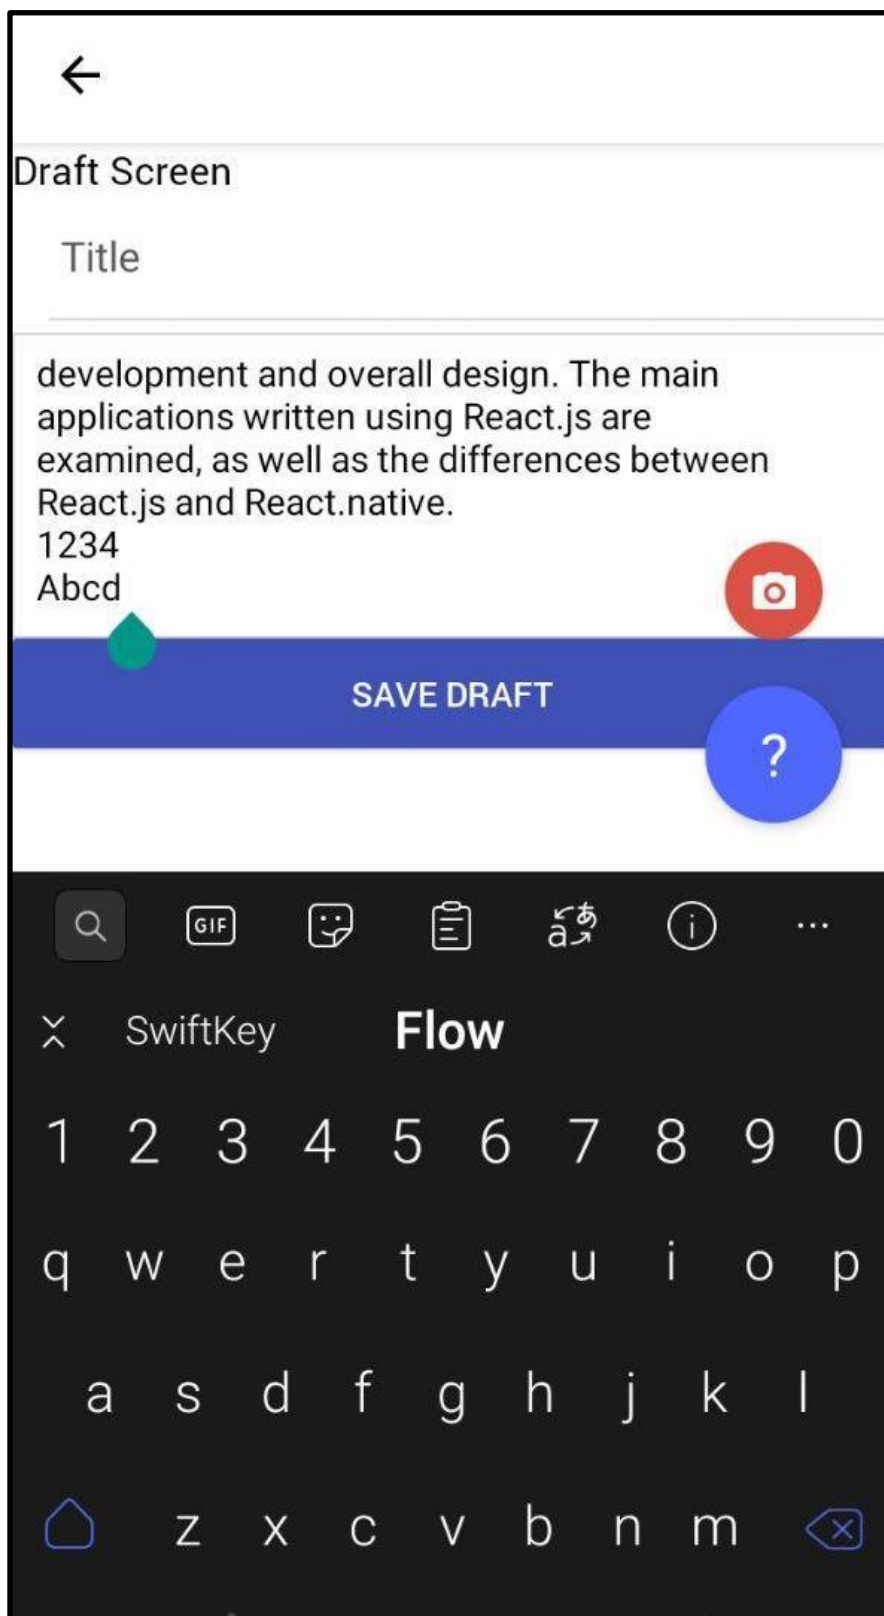 Draft Screen
Title
development and overall design. The main
applications written using React.js are
examined, as well as the differences between
React.js and React.native.
1234
Abcd
SAVE DRAFT
?
GIF
aあ
SwiftKey Flow
1 2 3 4 5 6 7 8 9 0
q w e r t y u i o p
a s d f g h j k l
z x c v b n m